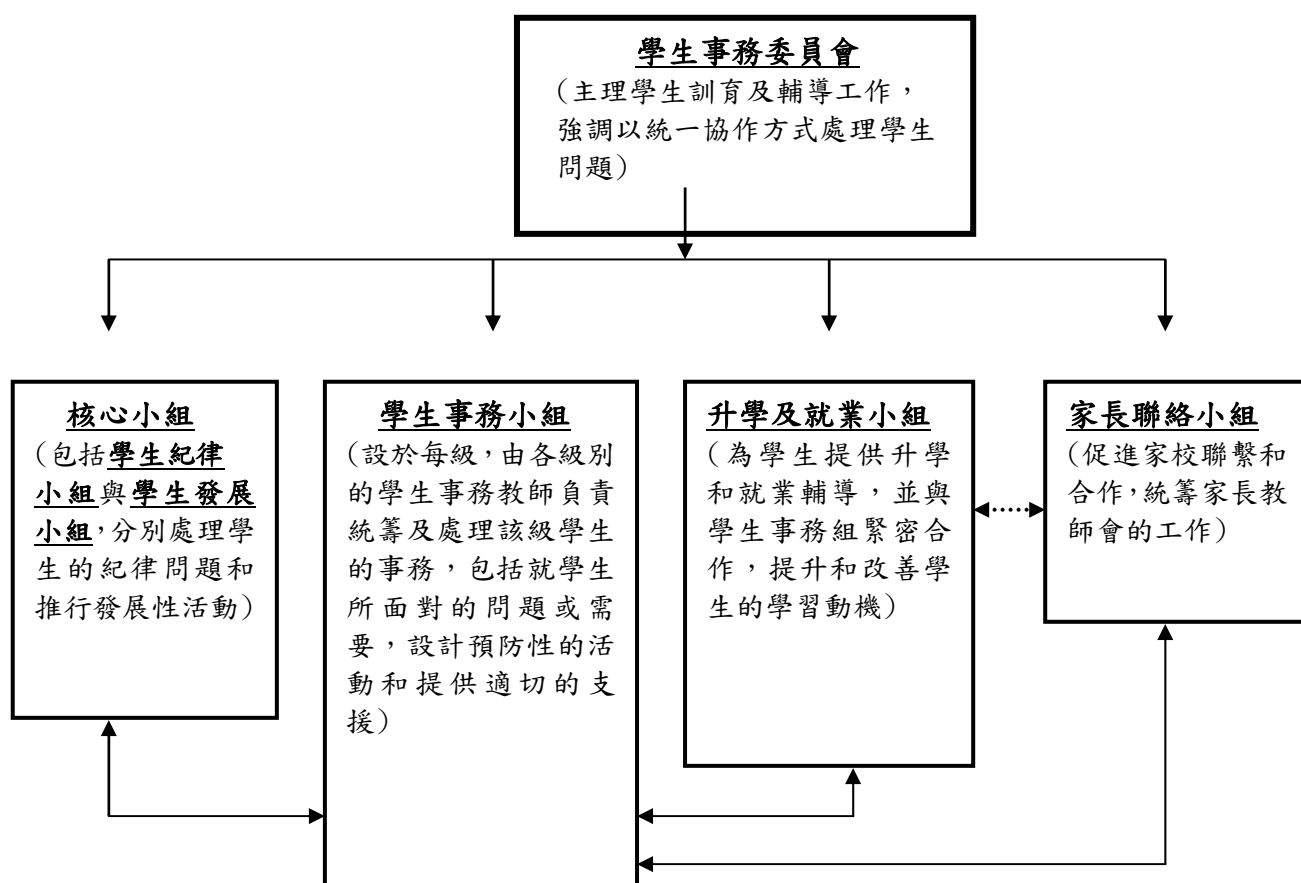 學生事務委員會
（主理學生訓育及輔導工作，
強調以統一協作方式處理學生
問題）
核心小組
（包括學生紀律
小組與學生發展
小組，分別處理學
生的紀律問題和
推行發展性活動）
學生事務小組
（設於每級，由各級別
的學生事務教師負責
統籌及處理該級學生
的事務，包括就學生
所面對的問題或需
要，設計預防性的活
動和提供適切的支
援）
升學及就業小組
（為學生提供升學
和就業輔導，並與
學生事務組緊密合
作，提升和改善學
生的學習動機）
家長聯絡小組
（促進家校聯繫和
合作，統籌家長教
師會的工作）